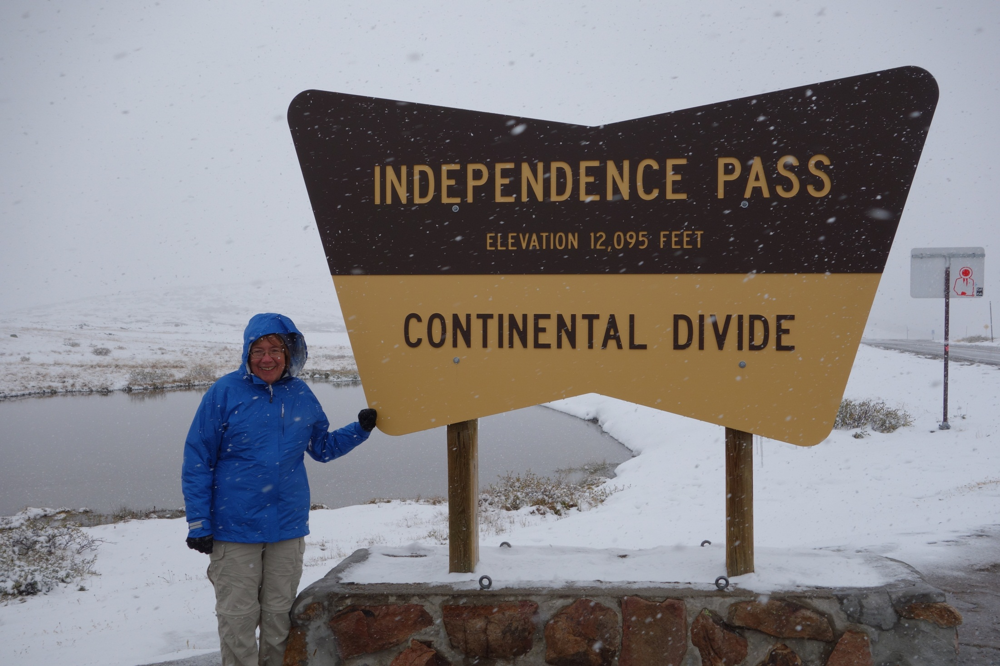 INDEPENDENCE PASS
ELEVATION 12,095 FEET
CONTINENTAL DIVIDE